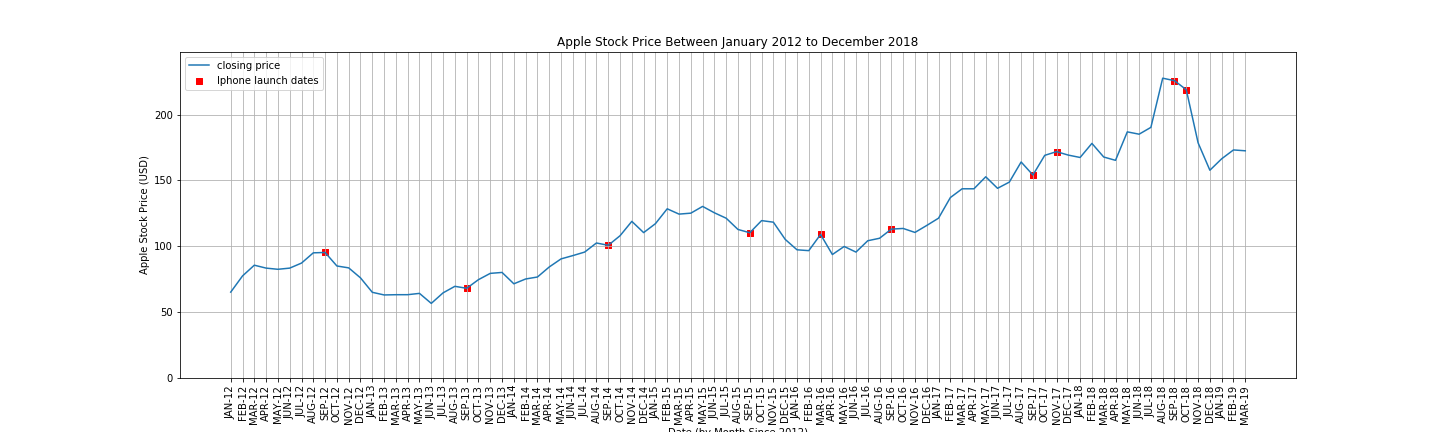 Apple Stock Price Between January 2012 to December 2018
closing price
Iphone launch dates
Apple Stock Price (USD)
200
150
100
50
0
JAN-12
FEB-12
MAR-12
APR-12
MAY-12
JUN-12
JUL-12
AUG-12
SEP-12
OCT-12
NOV-12
DEC-12
JAN-13
FEB-13
MAR-13
APR-13
MAY-13
JUN-13
JUL-13
AUG-13
SEP-13
OCT-13
NOV-13
DEC-13
JAN-14
FEB-14
MAR-14
APR-14
MAY-14
JUN-14
JUL-14
AUG-14
SEP-14
OCT-14
NOV-14
DEC-14
JAN-15
FEB-15
MAR-15
APR-15
MAY-15
JUN-15
JUL-15
AUG-15
SEP-15
OCT-15
NOV-15
DEC-15
JAN-16
FEB-16
MAR-16
APR-16
MAY-16
JUN-16
JUL-16
AUG-16
SEP-16
OCT-16
NOV-16
DEC-16
JAN-17
FEB-17
MAR-17
APR-17
MAY-17
JUN-17
JUL-17
AUG-17
SEP-17
OCT-17
NOV-17
DEC-17
JAN-18
FEB-18
MAR-18
APR-18
MAY-18
JUN-18
JUL-18
AUG-18
SEP-18
OCT-18
NOV-18
DEC-18
JAN-19
FEB-19
MAR-19
Date (by Month Since 2012)